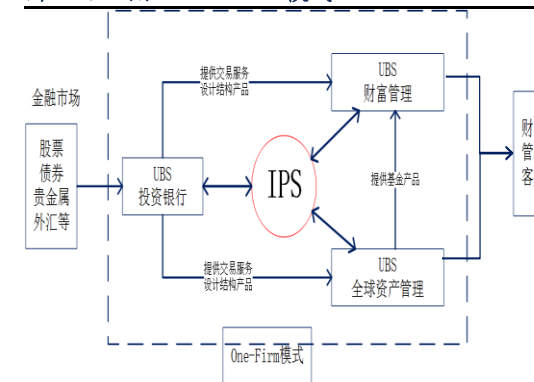 金融市场
股票
债券
贵金属
外汇等
UBS
投资银行
提供交易服务
设计结构产品
IPS
提供交易服务
设计结构产品
UBS
财富管理
提供基金产品
UBS
全球资产管理
财
管
客
One-Firm模式